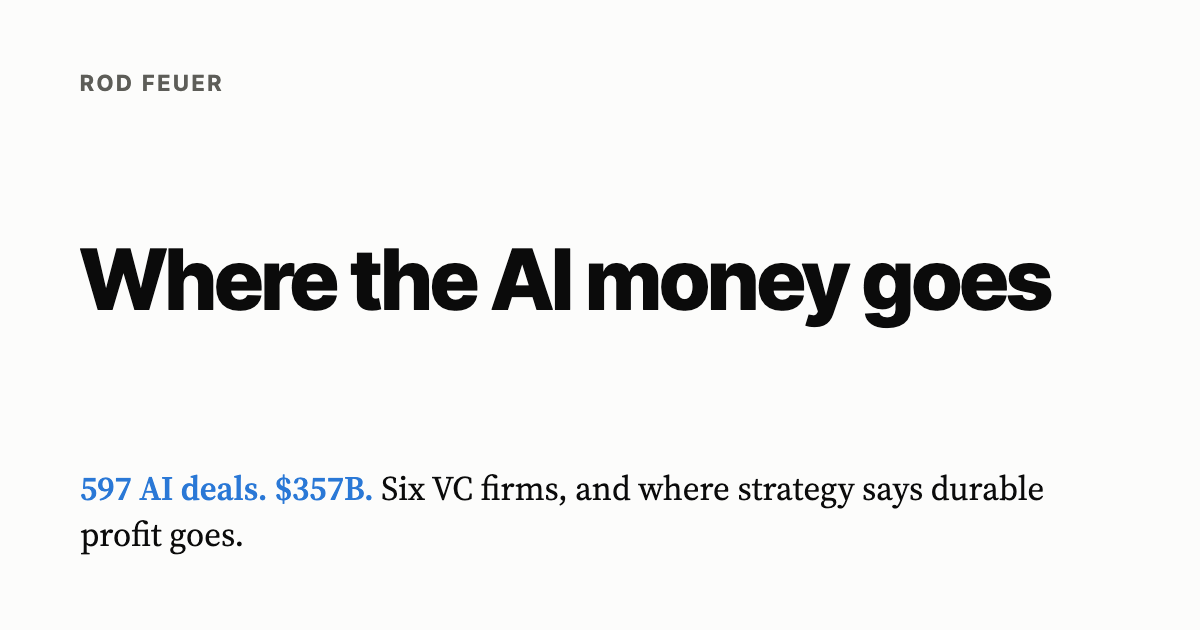 ROD FEUER
Where the AI money goes
597 AI deals. $357B. Six VC firms, and where strategy says durable
profit goes.